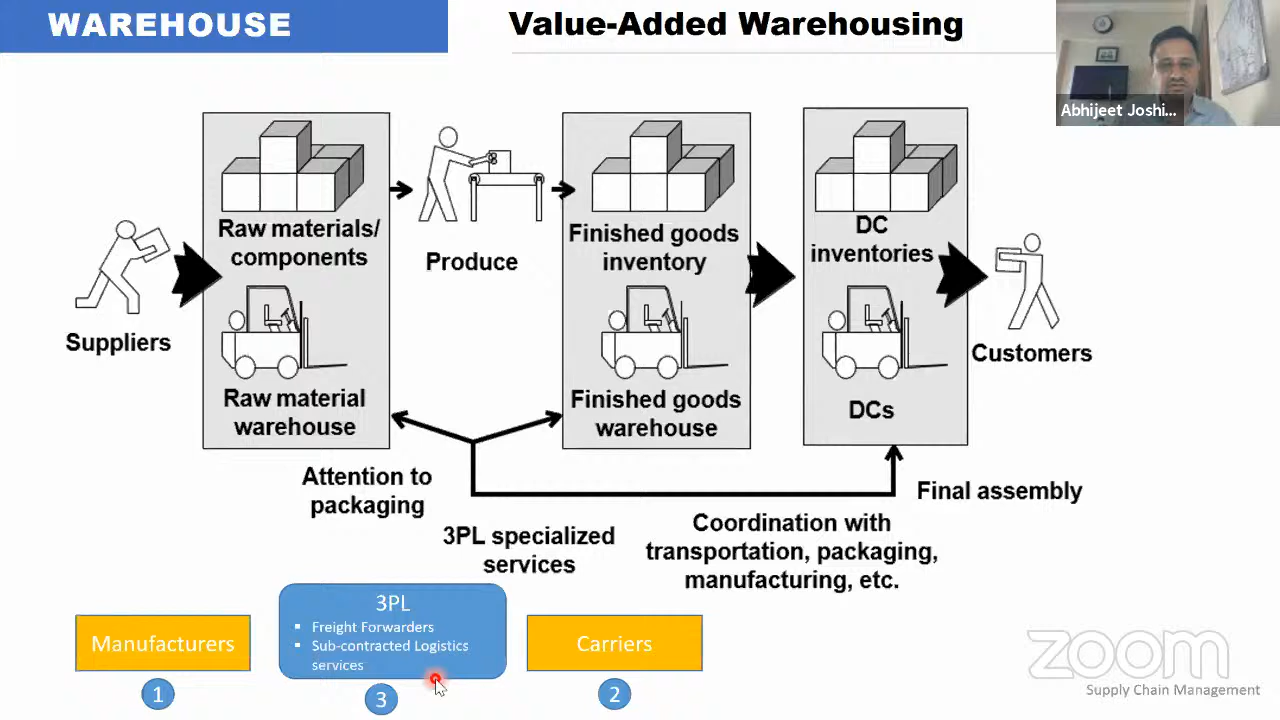 WAREHOUSE
Value-Added Warehousing
Abhijeet Joshi...
Raw materials/
components
Produce
Finished goods
inventory
DC
inventories
Suppliers
Customers
Raw material
warehouse
Finished goods
warehouse
DCs
Attention to
packaging
3PL specialized
services
Coordination with
transportation, packaging,
manufacturing, etc.
Final assembly
Manufacturers
1
3PL
▪ Freight Forwarders
▪ Sub-contracted Logistics
services
3
Carriers
2
zoom
Supply Chain Management